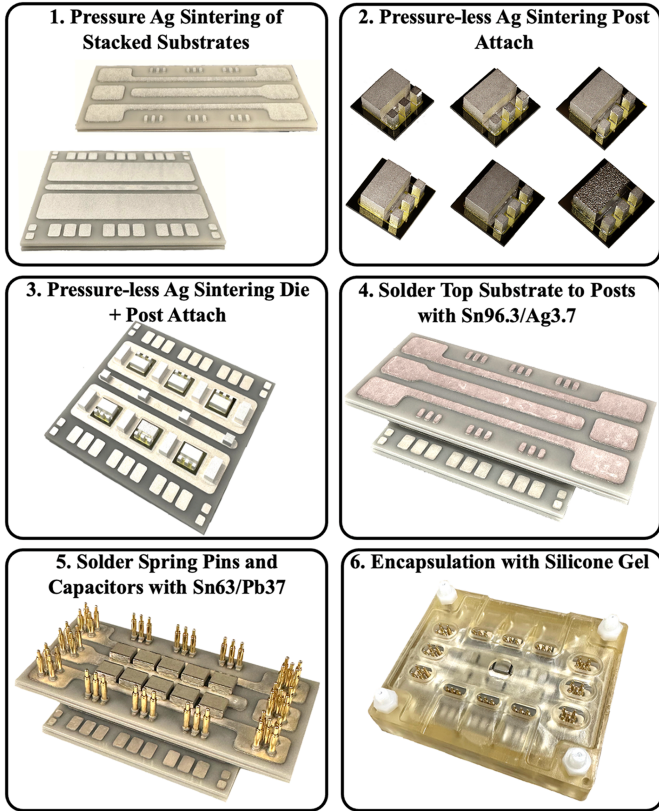 1. Pressure Ag Sintering of
Stacked Substrates
2. Pressure-less Ag Sintering Post
Attach
3. Pressure-less Ag Sintering Die
+ Post Attach
4. Solder Top Substrate to Posts
with Sn96.3/Ag3.7
5. Solder Spring Pins and
Capacitors with Sn63/Pb37
6. Encapsulation with Silicone Gel